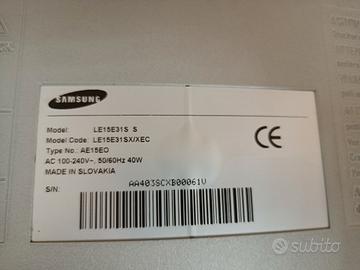 SAMSUNG
Model: LE15E31S S
Model Code: LE15E31SX/XEC
Type No.: AE15EO
AC 100-240V~, 50/60Hz 40W
MADE IN SLOVAKIA
AA403SCXB00061V
S/N:
CE
subito